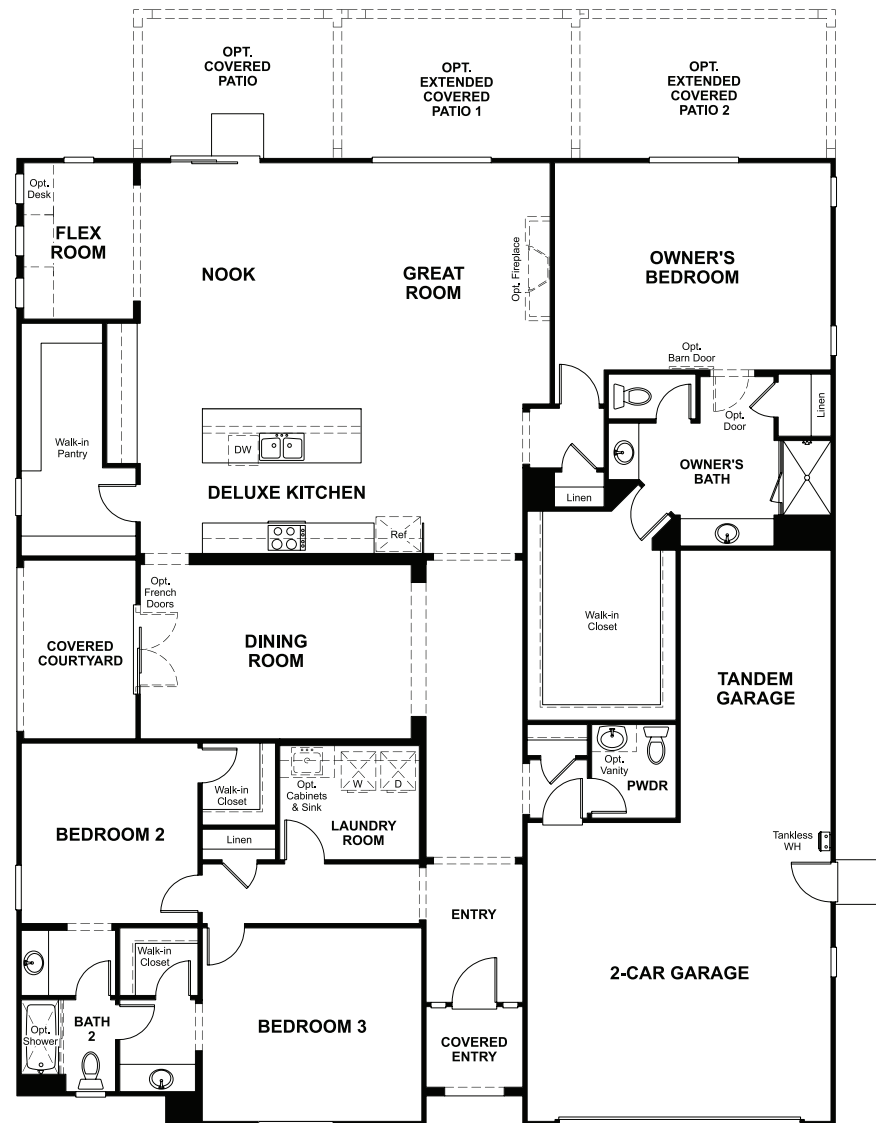 OPT.
COVERED
PATIO
OPT.
EXTENDED
COVERED
PATIO 1
OPT.
EXTENDED
COVERED
PATIO 2
Opt.
Desk
FLEX
ROOM
NOOK
GREAT
ROOM
Opt. Fireplace
OWNER'S
BEDROOM
Opt.
Barn Door
Opt.
Door
Linen
Walk-in
Pantry
DW
DELUXE KITCHEN
Ref
Linen
OWNER'S
BATH
Opt.
French
Doors
COVERED
COURTYARD
DINING
ROOM
Walk-in
Closet
TANDEM
GARAGE
Walk-in
Closet
Opt.
Cabinets
& Sink
W
D
LAUNDRY
ROOM
Opt.
Vanity
PWDR
BEDROOM 2
Linen
Tankless
WH
ENTRY
Walk-in
Closet
2-CAR GARAGE
Opt.
Shower
BATH
2
BEDROOM 3
COVERED
ENTRY